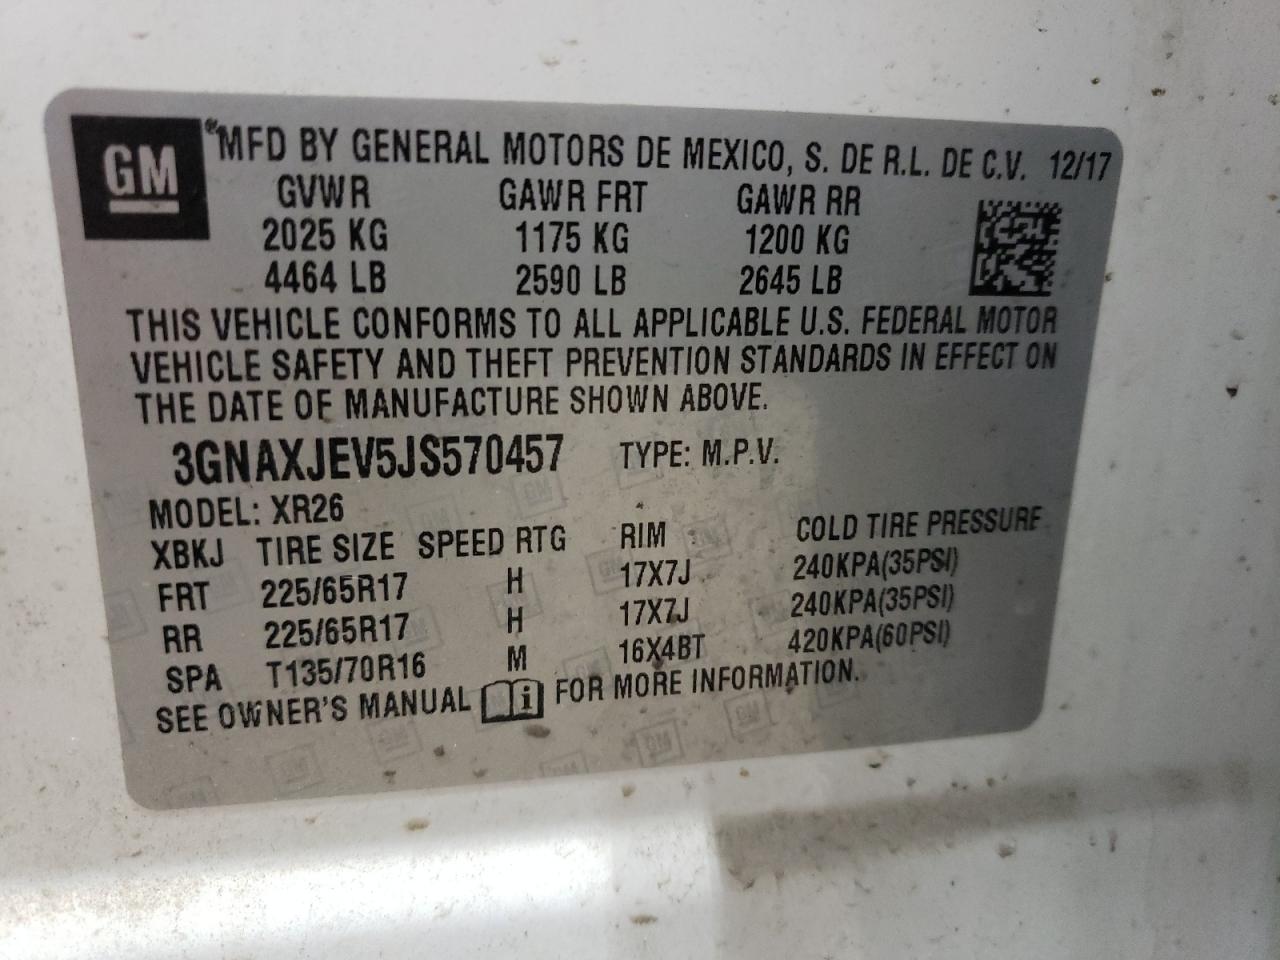 GM ®MFD BY GENERAL MOTORS DE MEXICO, S. DE R.L. DE C.V. 12/17
GVWR GAWR FRT GAWR RR
2025 KG 1175 KG 1200 KG
4464 LB 2590 LB 2645 LB
THIS VEHICLE CONFORMS TO ALL APPLICABLE U.S. FEDERAL MOTOR
VEHICLE SAFETY AND THEFT PREVENTION STANDARDS IN EFFECT ON
THE DATE OF MANUFACTURE SHOWN ABOVE.
3GNAXJEV5JS570457 TYPE: M.P.V.
MODEL: XR26
XBKJ TIRE SIZE SPEED RTG RIM COLD TIRE PRESSURE
FRT 225/65R17 H 17X7J 240KPA(35PSI)
RR 225/65R17 H 17X7J 240KPA(35PSI)
SPA T135/70R16 M 16X4BT 420KPA(60PSI)
SEE OWNER'S MANUAL i FOR MORE INFORMATION.